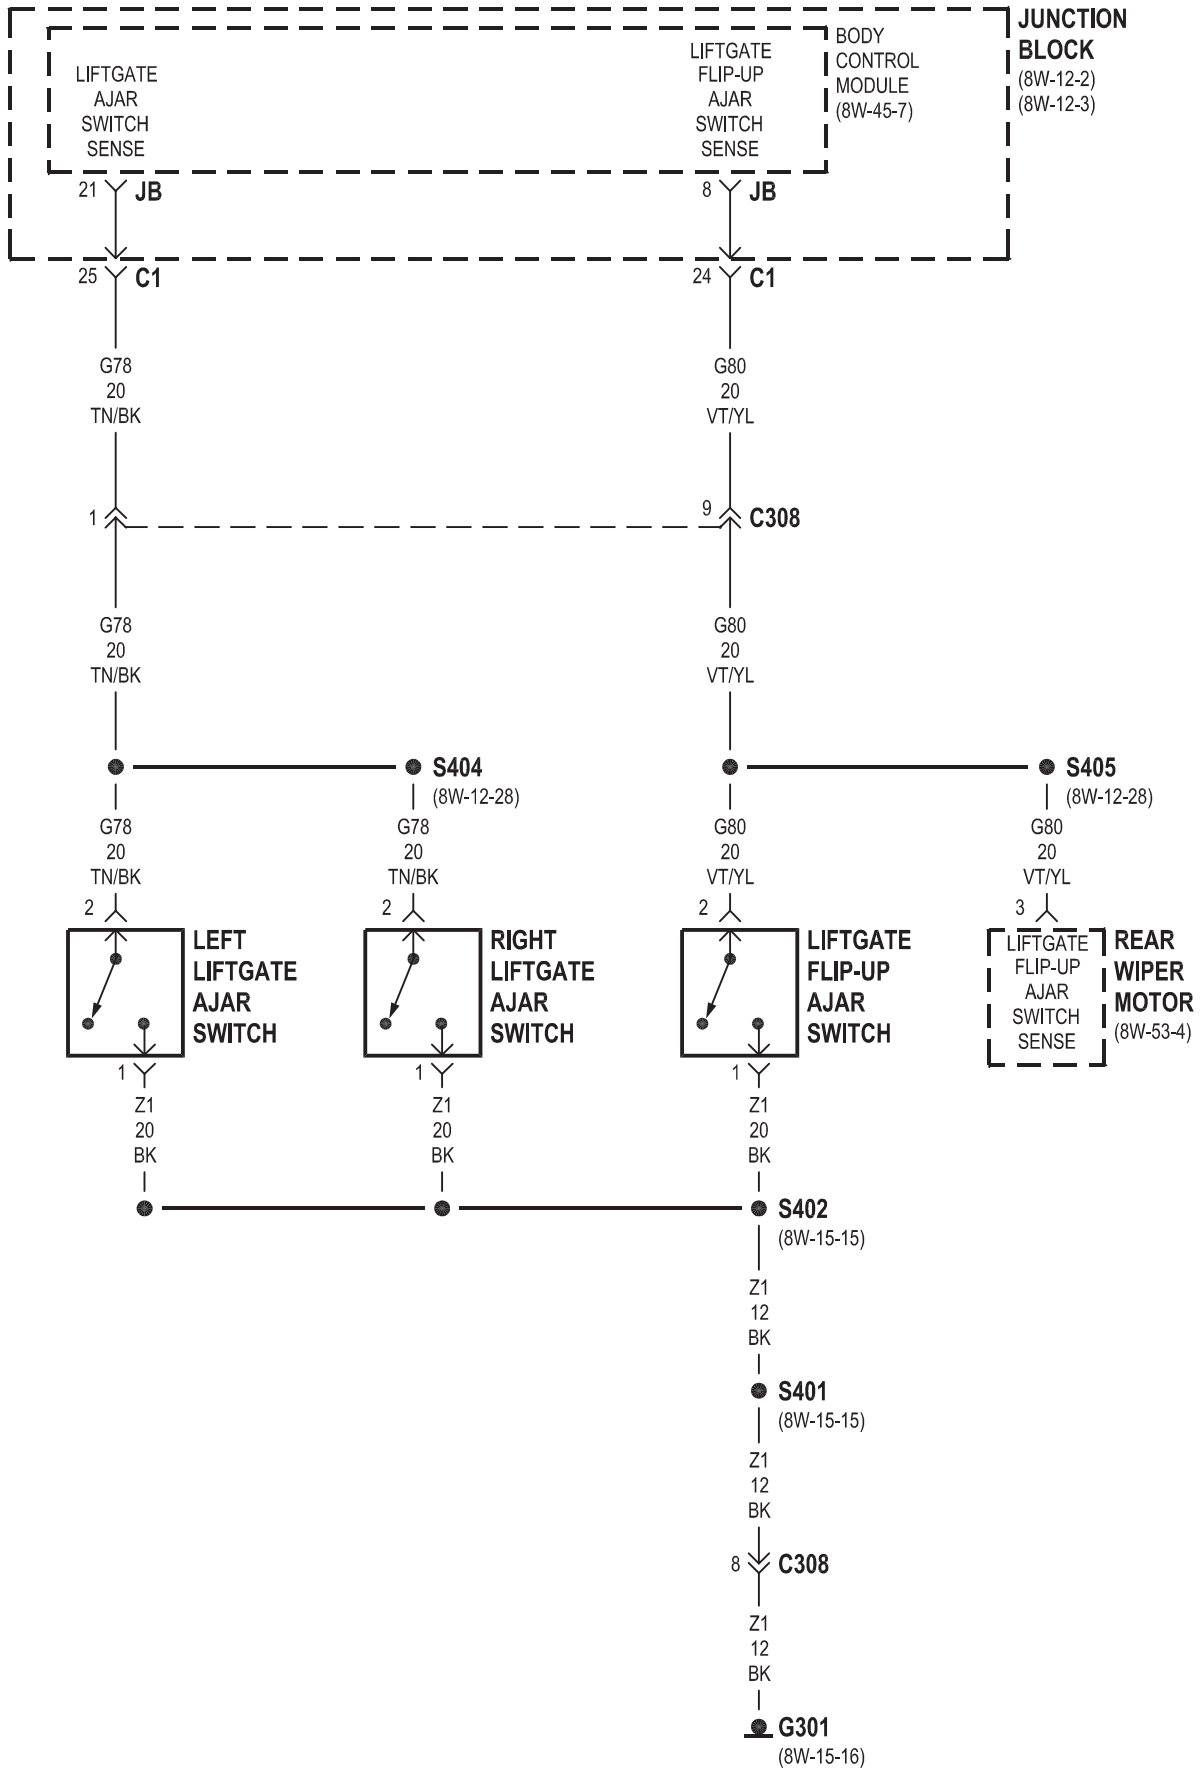 JUNCTION
BLOCK
(8W-12-2)
(8W-12-3)
BODY
CONTROL
MODULE
(8W-45-7)
LIFTGATE
AJAR
SWITCH
SENSE
LIFTGATE
FLIP-UP
AJAR
SWITCH
SENSE
21 JB
8 JB
25 C1
24 C1
G78
20
TN/BK
G80
20
VT/YL
1
9 C308
G78
20
TN/BK
G80
20
VT/YL
S404
(8W-12-28)
S405
(8W-12-28)
G78
20
TN/BK
G78
20
TN/BK
G80
20
VT/YL
G80
20
VT/YL
2
2
2
3
LEFT
LIFTGATE
AJAR
SWITCH
RIGHT
LIFTGATE
AJAR
SWITCH
LIFTGATE
FLIP-UP
AJAR
SWITCH
LIFTGATE
FLIP-UP
AJAR
SWITCH
SENSE
REAR
WIPER
MOTOR
(8W-53-4)
1
1
1
Z1
20
BK
Z1
20
BK
Z1
20
BK
S402
(8W-15-15)
Z1
12
BK
S401
(8W-15-15)
Z1
12
BK
8 C308
Z1
12
BK
G301
(8W-15-16)